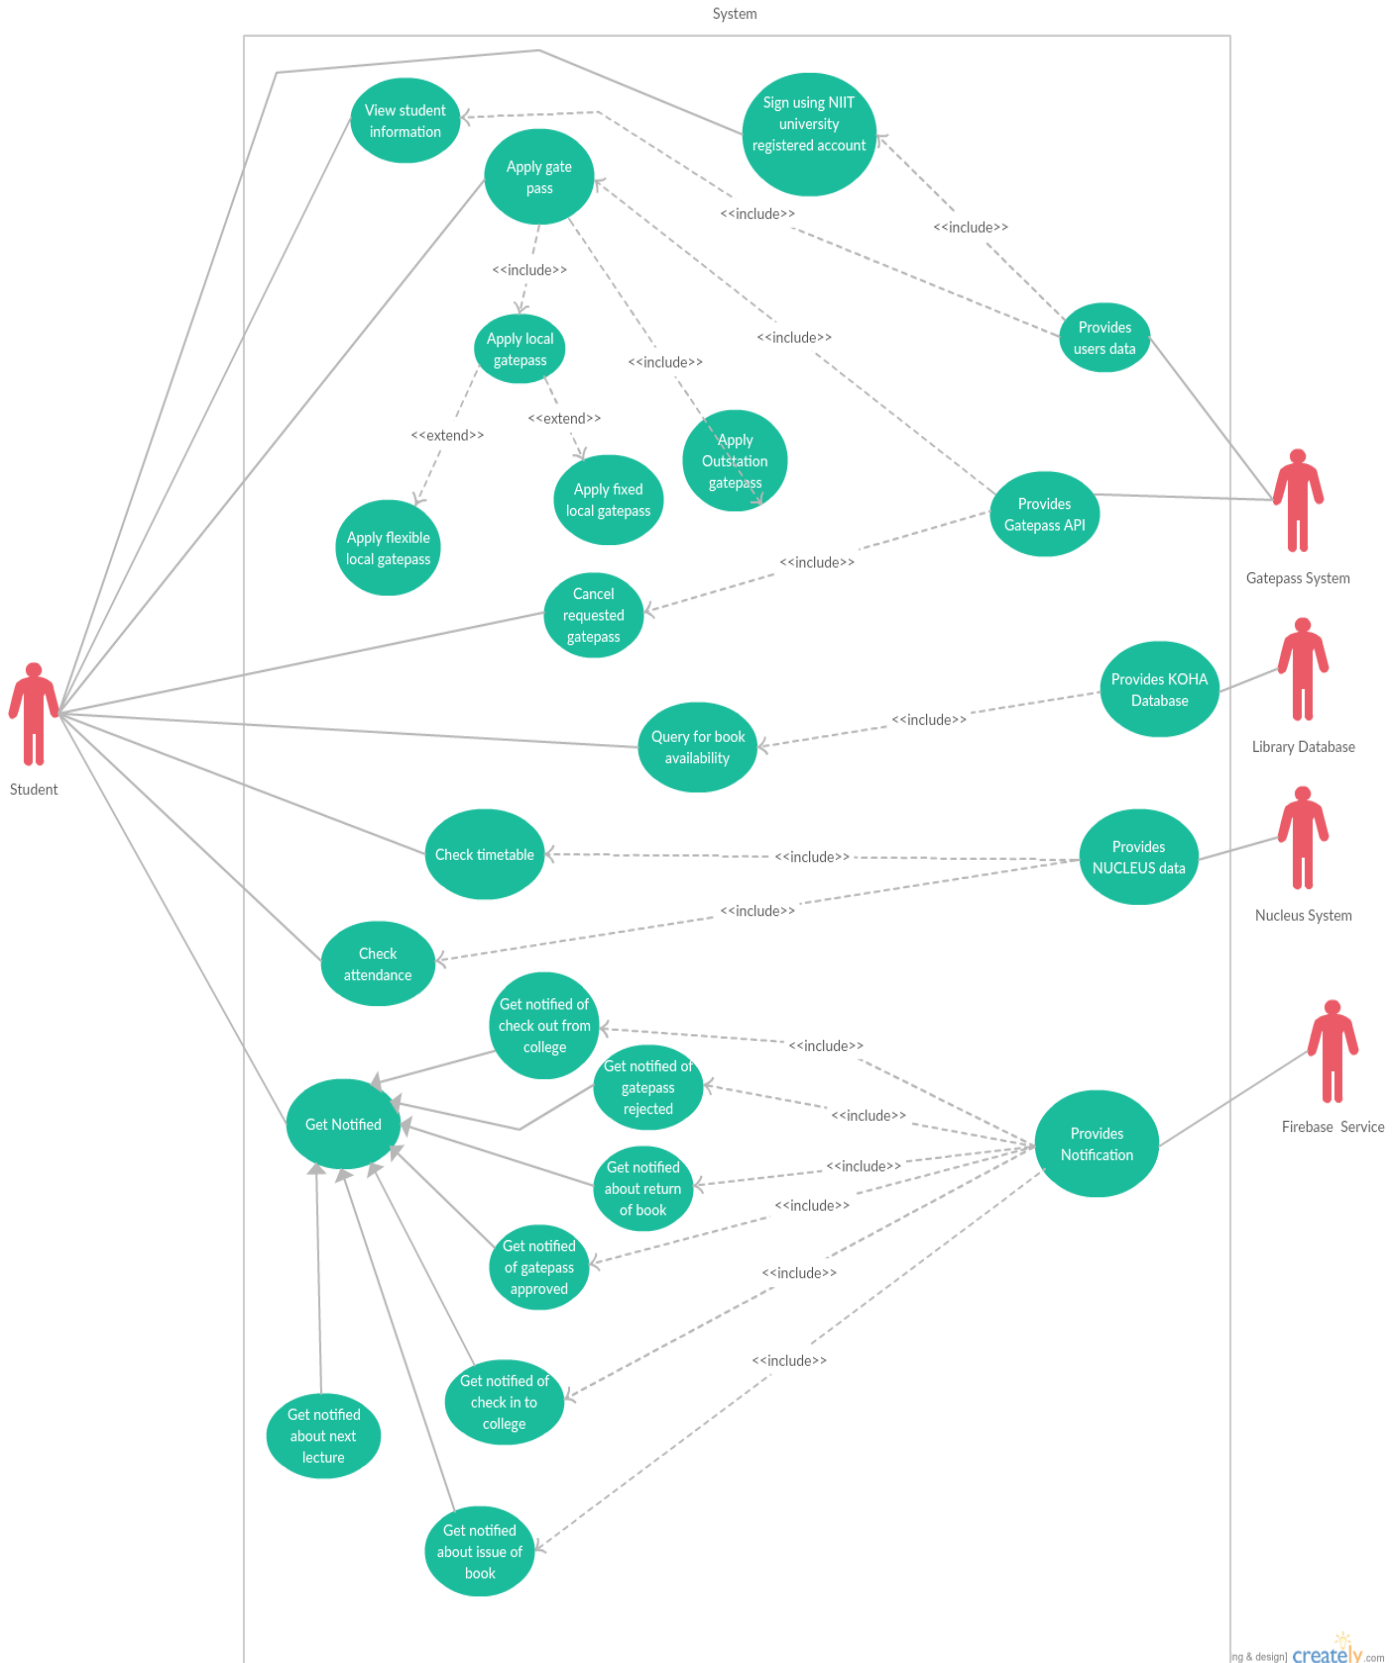 System
View student
information
Sign using NIIT
university
registered account
Apply gate
pass
<<include>>
<<include>>
<<include>>
Provides
users data
<<include>>
Apply local
gatepass
<<include>>
<<extend>>
<<extend>>
Apply
Outstation
gatepass
Apply fixed
local gatepass
Provides
Gatepass API
Apply flexible
local gatepass
Gatepass System
<<include>>
Cancel
requested
gatepass
Provides KOHA
Database
<<include>>
Query for book
availability
Library Database
Student
Check timetable
<<include>>
Provides
NUCLEUS data
<<include>>
Nucleus System
Check
attendance
Get notified of
check out from
college
<<include>>
Get notified of
gatepass
rejected
<<include>>
Get Notified
Provides
Notification
Firebase Service
Get notified
about return
of book
<<include>>
<<include>>
Get notified
of gatepass
approved
<<include>>
<<include>>
Get notified of
check in to
college
Get notified
about next
lecture
Get notified
about issue of
book
ng & design]
creately.com